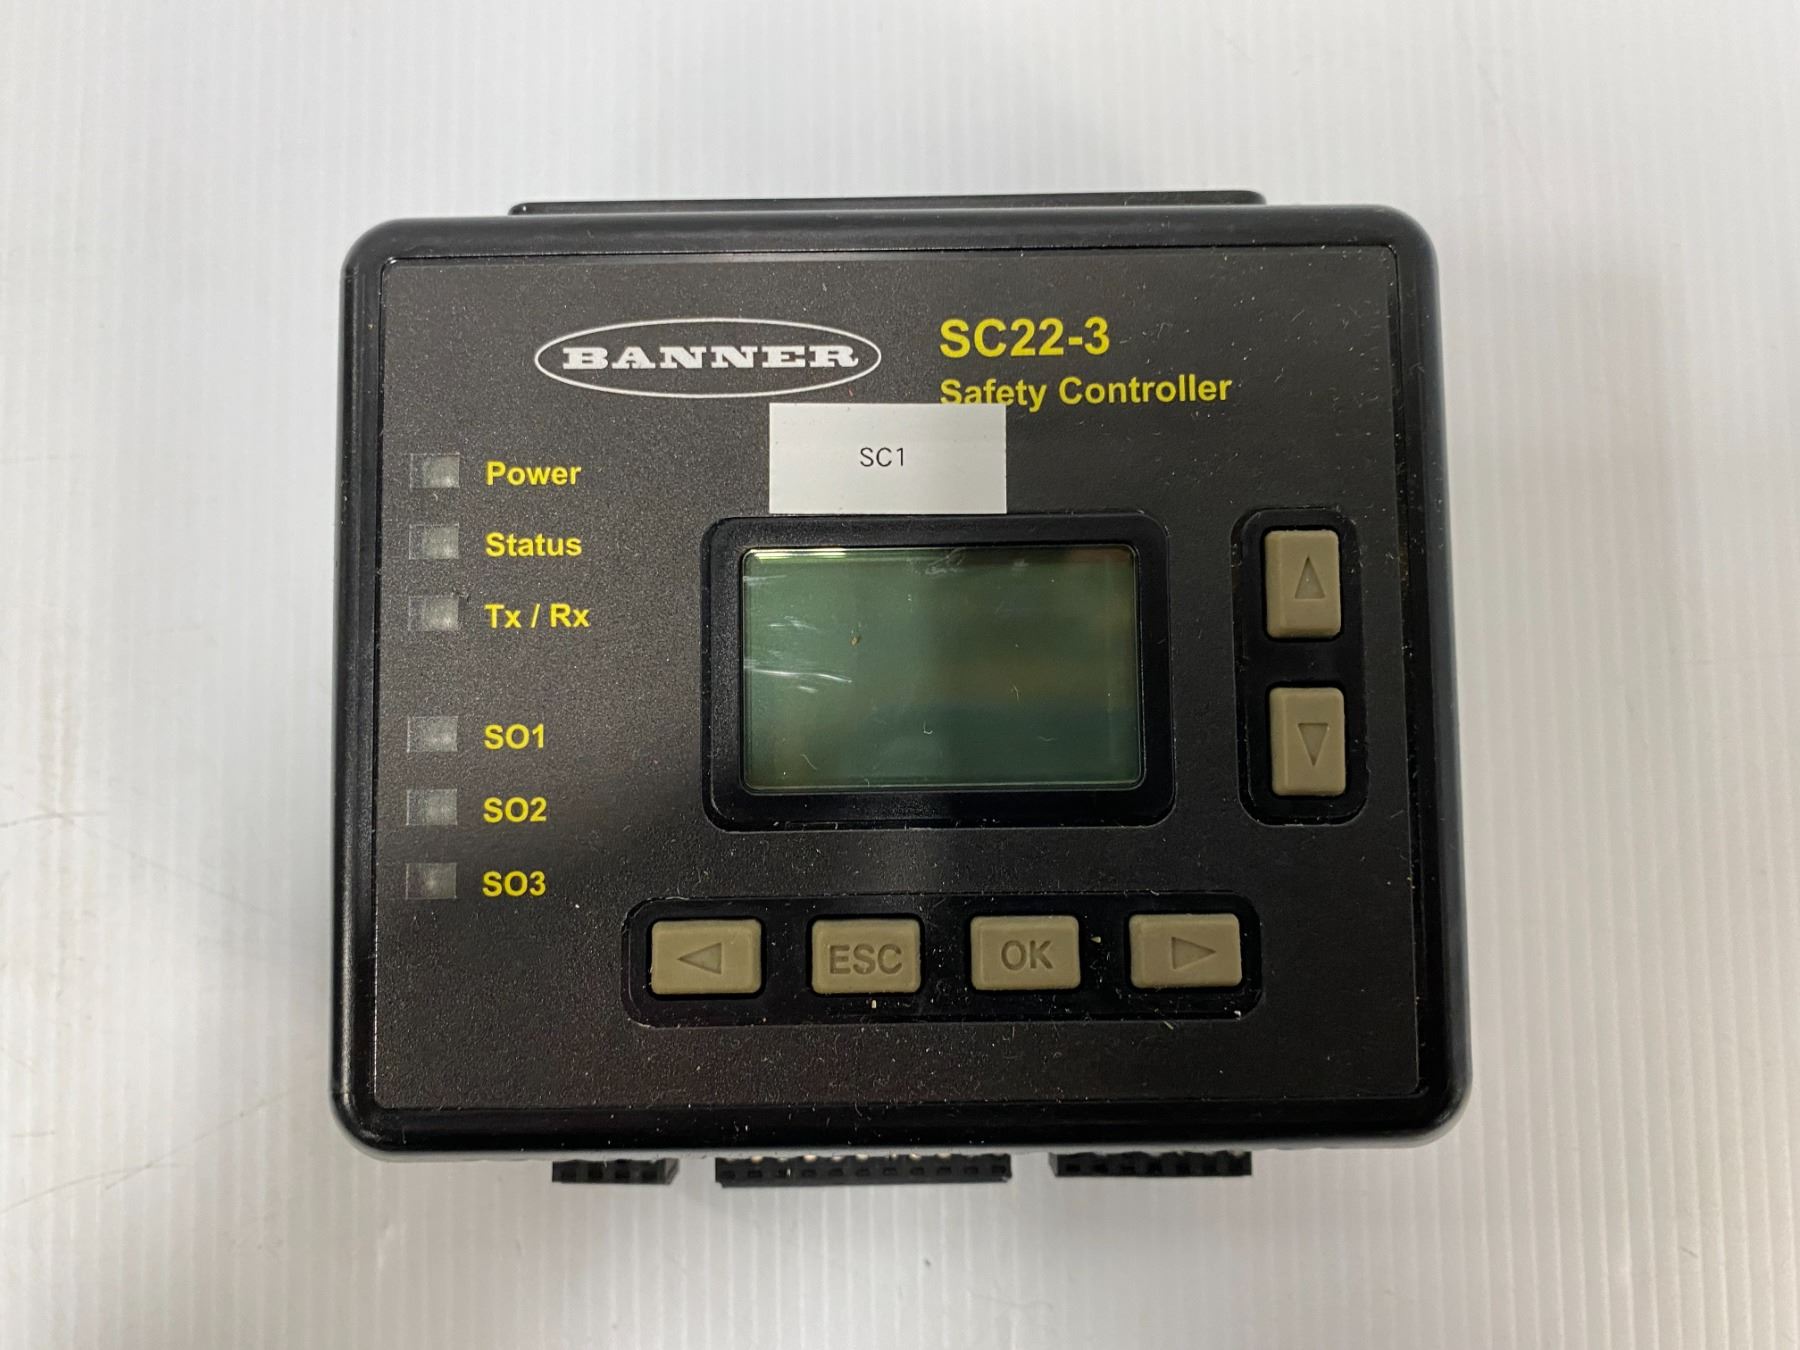 BANNER
SC22-3
Safety Controller
SC1
Power
Status
Tx / Rx
SO1
SO2
SO3
ESC
OK